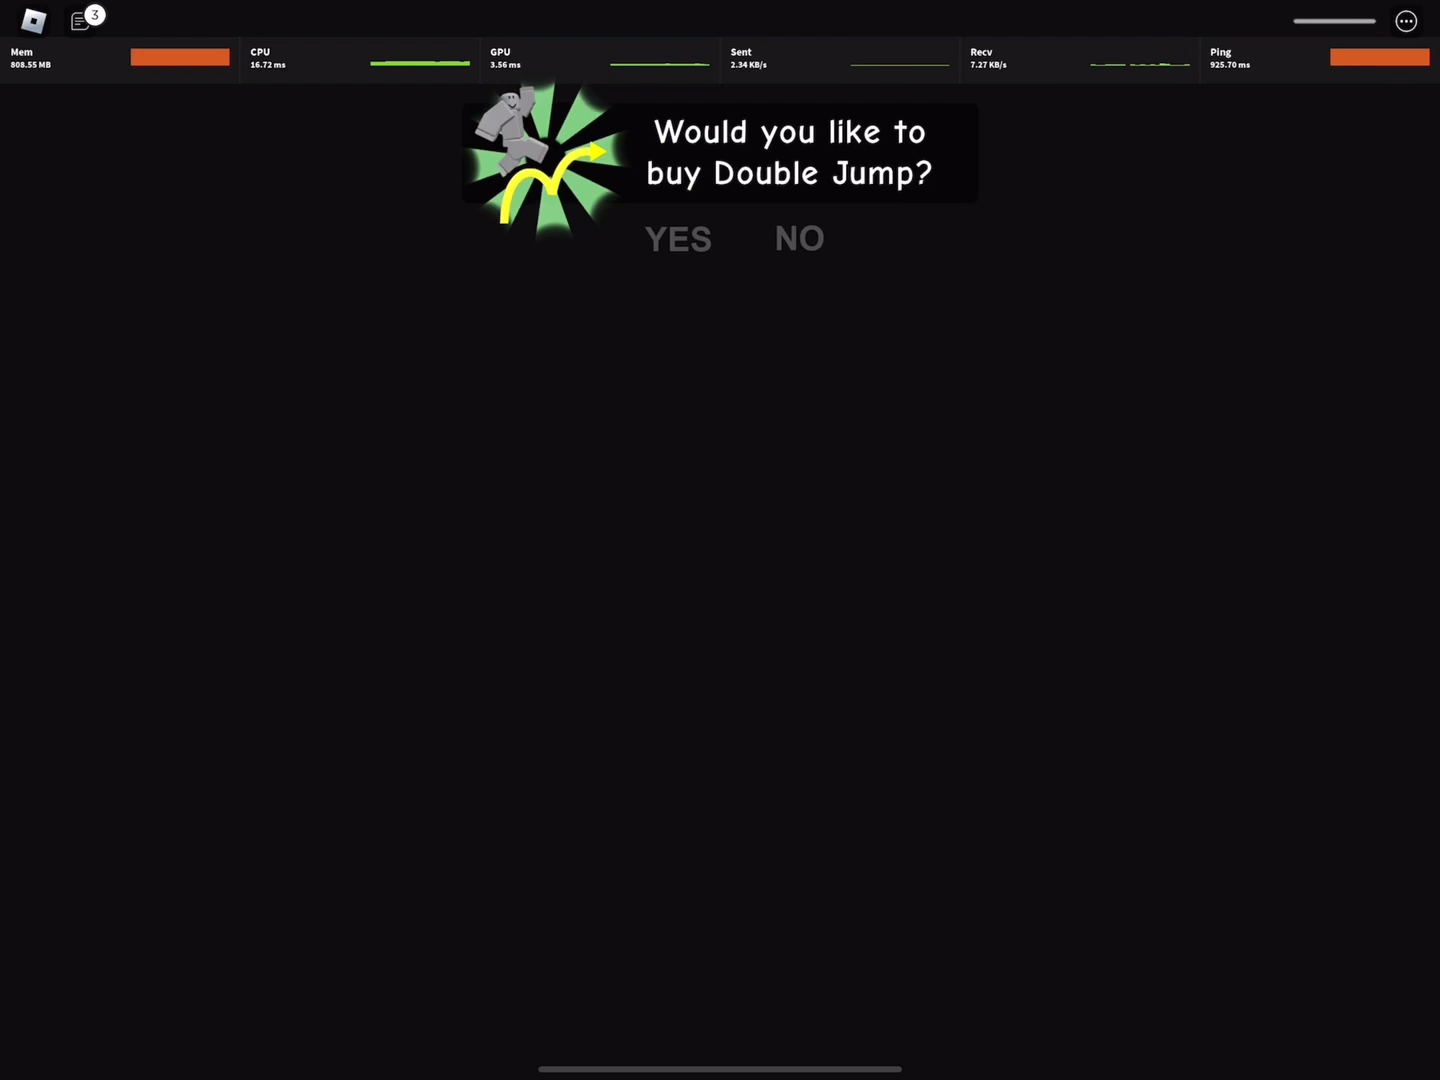 3
Mem
808.55 MB
CPU
16.72 ms
GPU
3.56 ms
Sent
2.34 KB/s
Recv
7.27 KB/s
Ping
925.70 ms
Would you like to
buy Double Jump?
YES NO